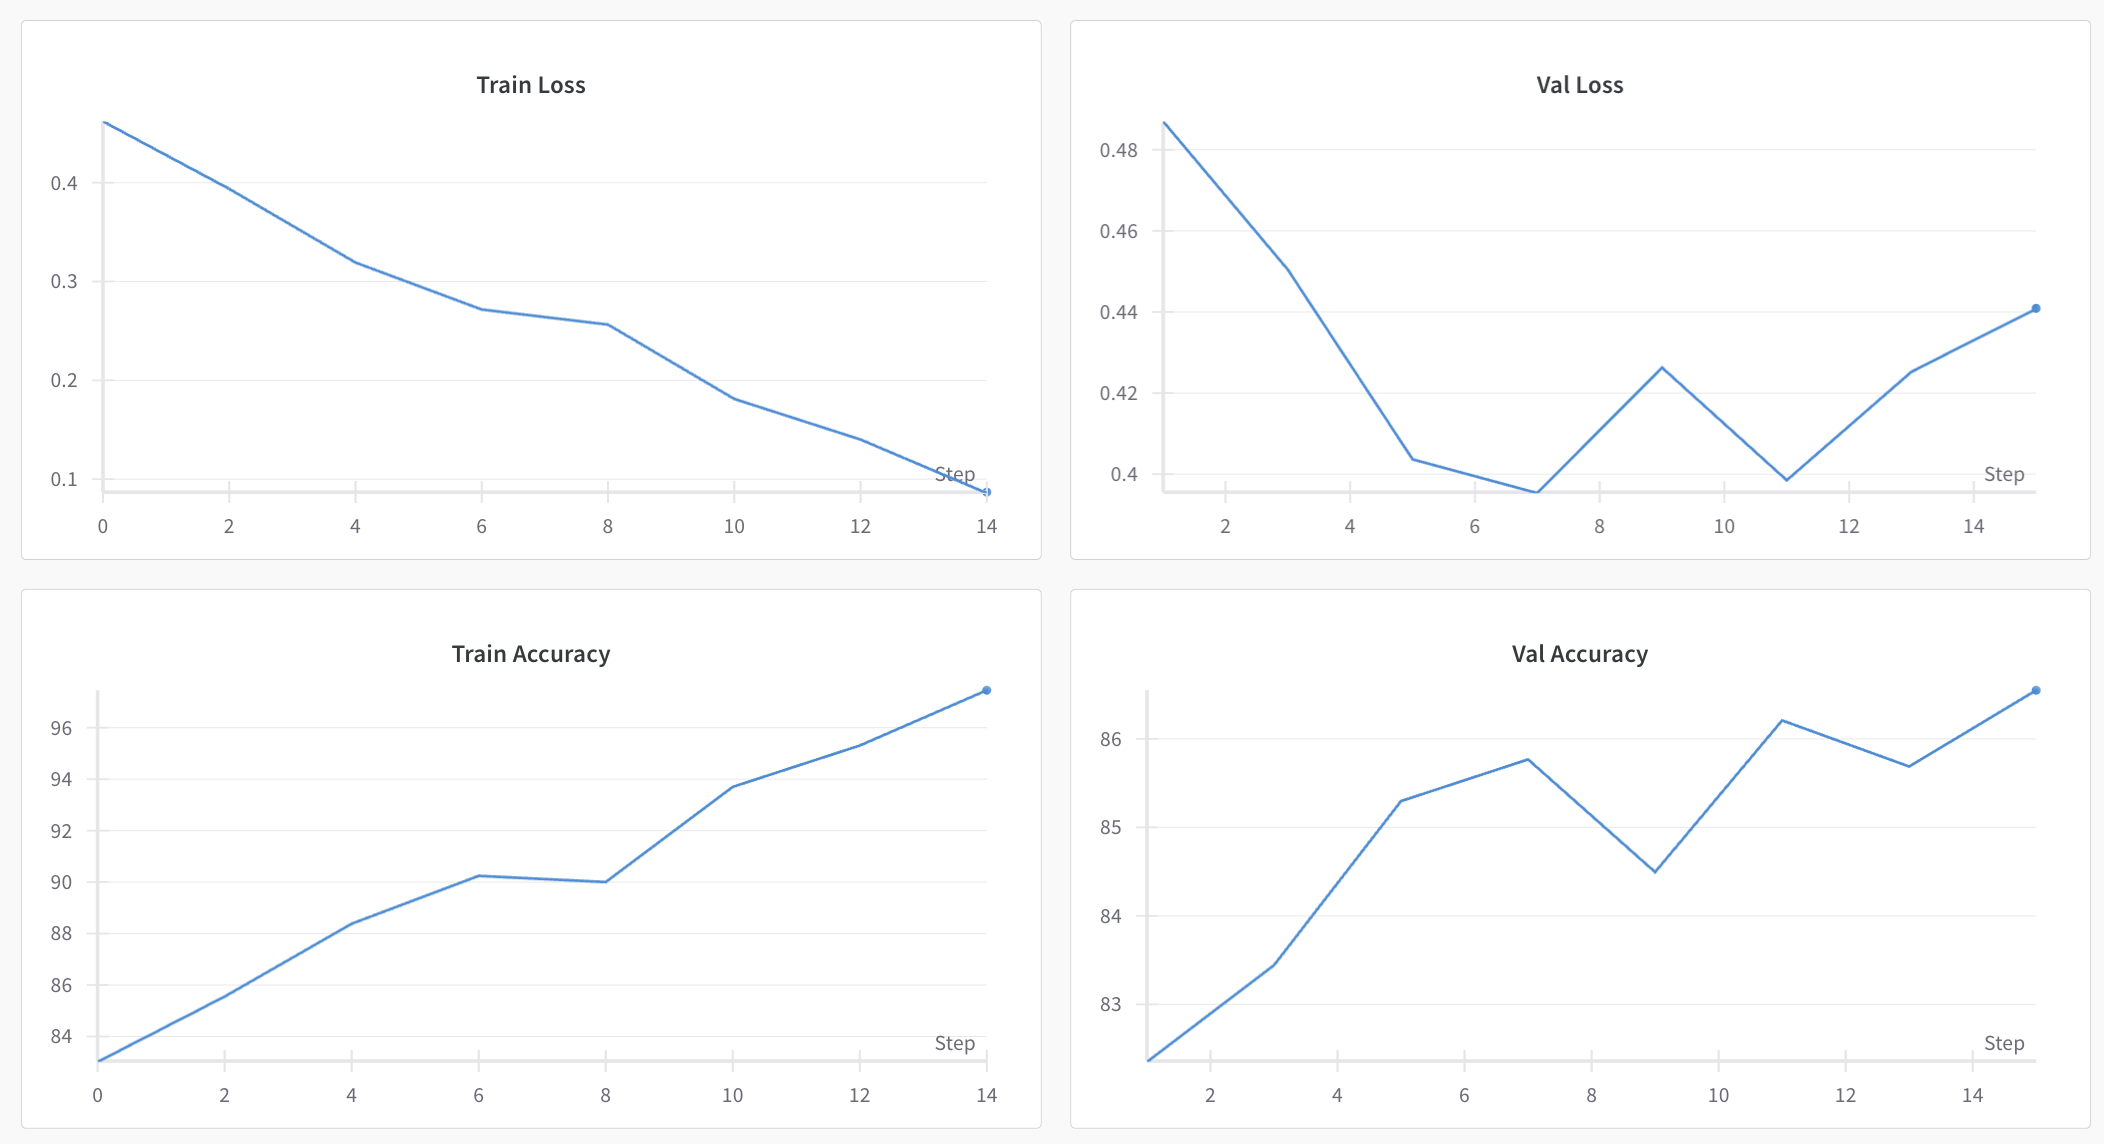 Train Loss
0.4
0.3
0.2
0.1
Step
0 2 4 6 8 10 12 14
Val Loss
0.48
0.46
0.44
0.42
0.4
Step
2 4 6 8 10 12 14
Train Accuracy
96
94
92
90
88
86
84
Step
0 2 4 6 8 10 12 14
Val Accuracy
86
85
84
83
Step
2 4 6 8 10 12 14